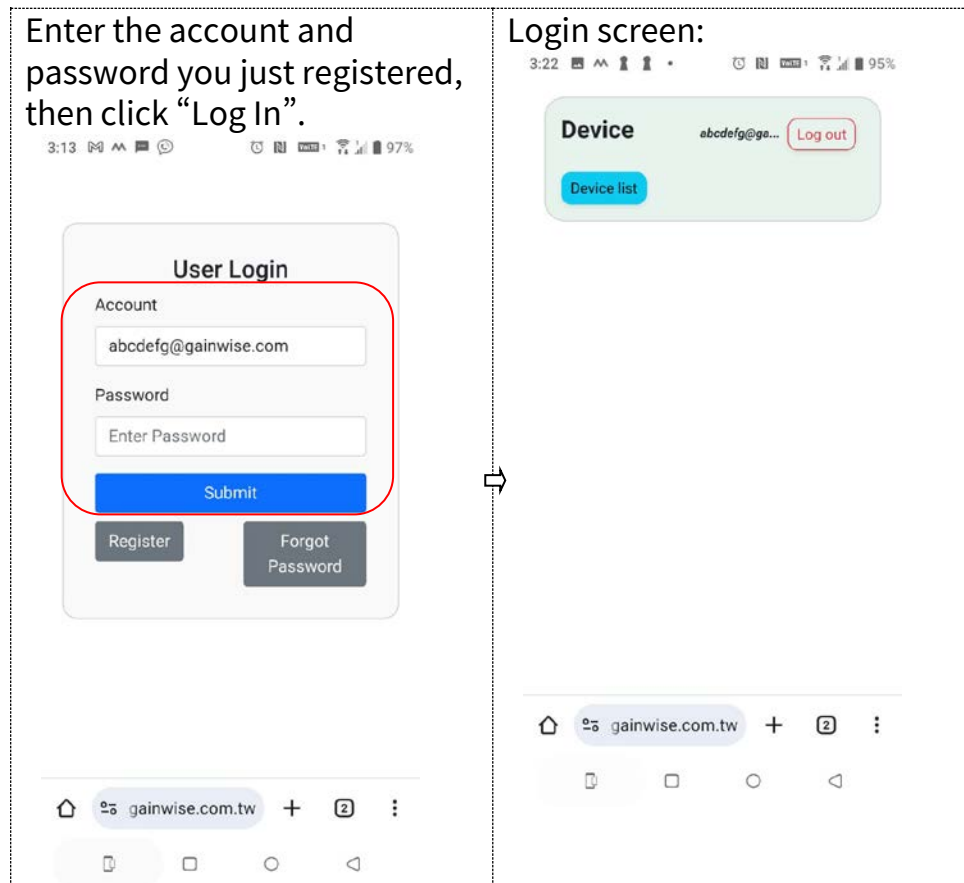 Enter the account and
password you just registered,
then click “Log In”.
3:13
97%
User Login
Account
abcdefg@gainwise.com
Password
Enter Password
Submit
Register
Forgot
Password
gainwise.com.tw
2
Login screen:
3:22
95%
Device
abcdefg@ga...
Log out
Device list
gainwise.com.tw
2